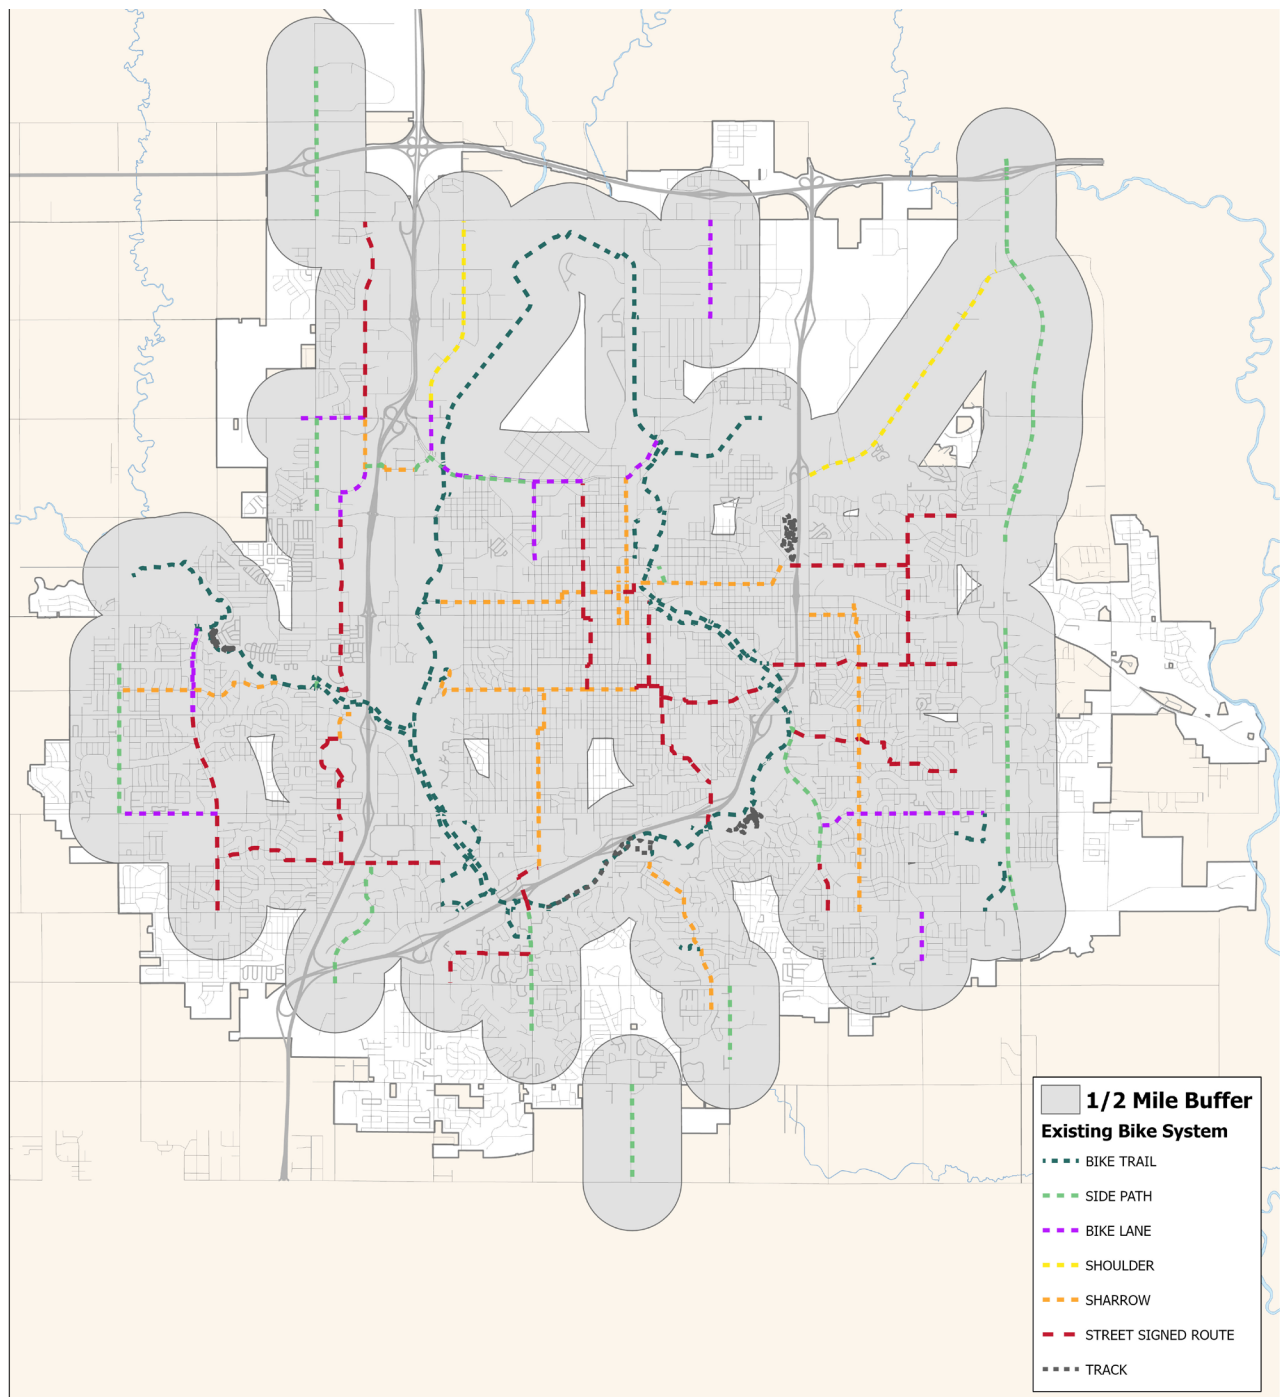 1/2 Mile Buffer
Existing Bike System
BIKE TRAIL
SIDE PATH
BIKE LANE
SHOULDER
SHARROW
STREET SIGNED ROUTE
TRACK